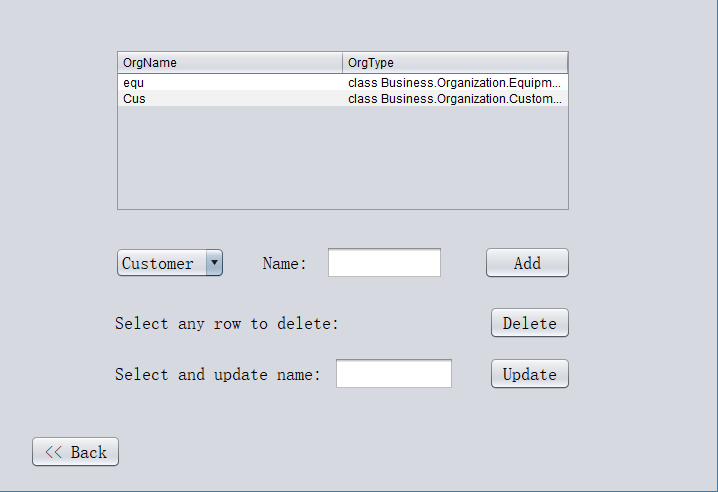 OrgName OrgType
equ class Business.Organization.Equipm...
Cus class Business.Organization.Custom...
Customer Name: Add
Select any row to delete: Delete
Select and update name: Update
<< Back